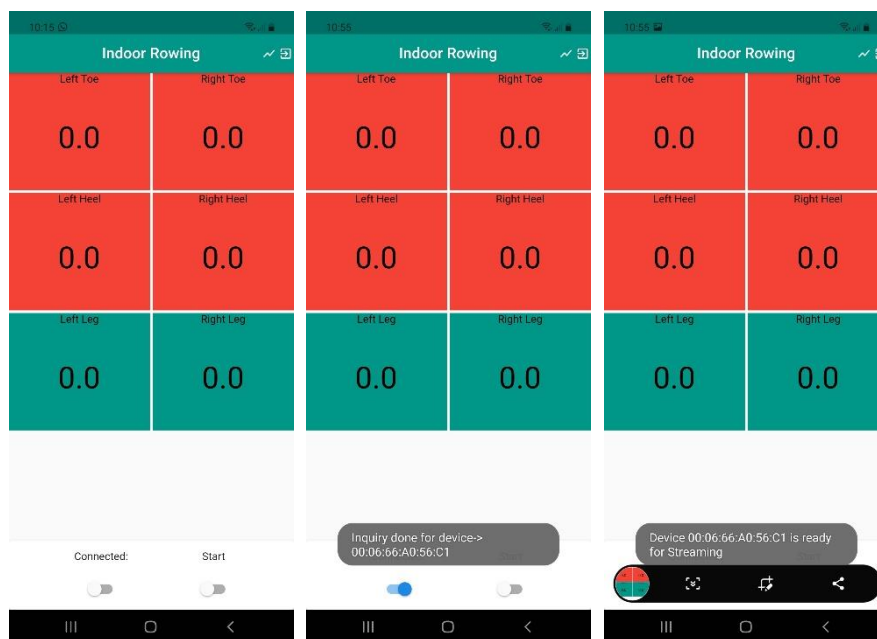 10:15
Indoor Rowing
Left Toe
Right Toe
0.0
0.0
Left Heel
Right Heel
0.0
0.0
Left Leg
Right Leg
0.0
0.0
Connected:
Start
10:55
Indoor Rowing
Left Toe
Right Toe
0.0
0.0
Left Heel
Right Heel
0.0
0.0
Left Leg
Right Leg
0.0
0.0
Inquiry done for device->
00:06:66:A0:56:C1
10:55
Indoor Rowing
Left Toe
Right Toe
0.0
0.0
Left Heel
Right Heel
0.0
0.0
Left Leg
Right Leg
0.0
0.0
Device 00:06:66:A0:56:C1 is ready
for Streaming